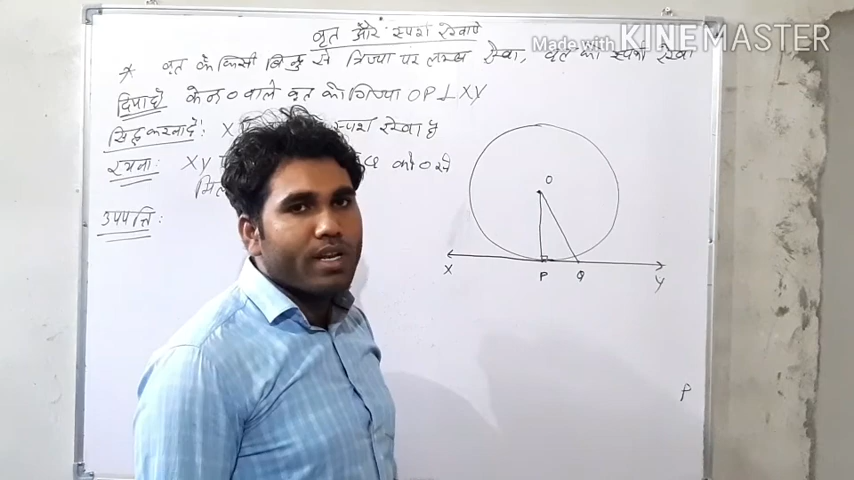 वृत और स्पर्श रेखाएं
Made with KINEMASTER
* वृत के किसी बिन्दु से त्रिज्या पर लम्ब रेखा, वृत की स्पर्श रेखा
दिया है केन्द्र O वाले वृत की त्रिज्या OP ⊥ XY
सिद्ध करना है: X स्पर्श रेखा है
रचना: XY Q को O से
मि
उपपत्ति:
O
X P Q Y
P